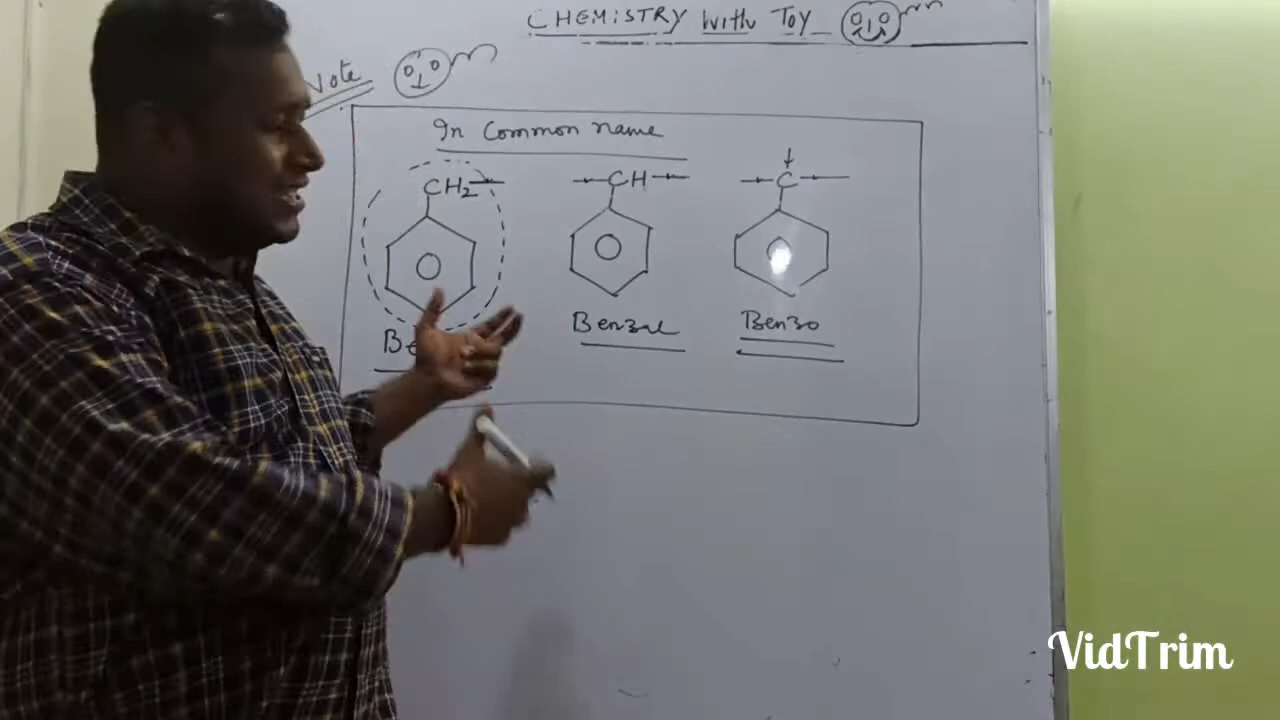 CHEMISTRY With Toy
Note
In Common name
CH2
CH
C
Benzal
Benzo
VidTrim